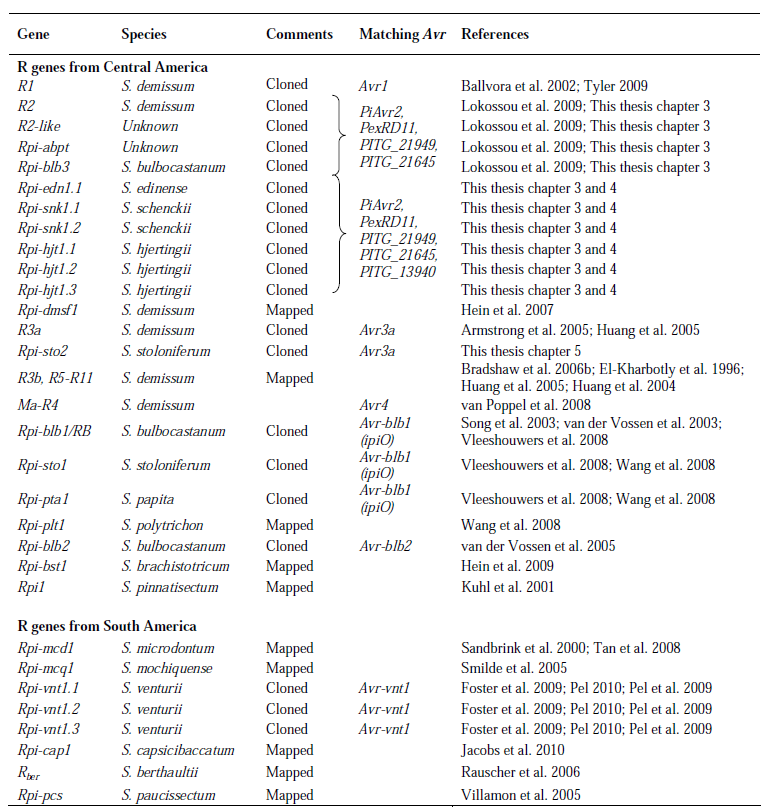 Gene Species Comments Matching Avr References
R genes from Central America
R1 S. demissum Cloned Avr1 Ballvora et al. 2002; Tyler 2009
R2 S. demissum Cloned Lokossou et al. 2009; This thesis chapter 3
R2-like Unknown Cloned Lokossou et al. 2009; This thesis chapter 3
Rpi-abpt Unknown Cloned Lokossou et al. 2009; This thesis chapter 3
Rpi-blb3 S. bulbocastanum Cloned Lokossou et al. 2009; This thesis chapter 3
PiAvr2,
PexRD11,
PITG_21949,
PITG_21645
Rpi-edn1.1 S. edinense Cloned This thesis chapter 3 and 4
Rpi-snk1.1 S. schenckii Cloned This thesis chapter 3 and 4
Rpi-snk1.2 S. schenckii Cloned This thesis chapter 3 and 4
Rpi-hjt1.1 S. hjertingii Cloned This thesis chapter 3 and 4
Rpi-hjt1.2 S. hjertingii Cloned This thesis chapter 3 and 4
Rpi-hjt1.3 S. hjertingii Cloned This thesis chapter 3 and 4
PiAvr2,
PexRD11,
PITG_21949,
PITG_21645,
PITG_13940
Rpi-dmsf1 S. demissum Mapped Hein et al. 2007
R3a S. demissum Cloned Avr3a Armstrong et al. 2005; Huang et al. 2005
Rpi-sto2 S. stoloniferum Cloned Avr3a This thesis chapter 5
R3b, R5-R11 S. demissum Mapped Bradshaw et al. 2006b; El-Kharbotly et al. 1996;
Huang et al. 2005; Huang et al. 2004
Ma-R4 S. demissum Avr4 van Poppel et al. 2008
Rpi-blb1/RB S. bulbocastanum Cloned Avr-blb1 Song et al. 2003; van der Vossen et al. 2003;
(ipiO) Vleeshouwers et al. 2008
Rpi-sto1 S. stoloniferum Cloned Avr-blb1 Vleeshouwers et al. 2008; Wang et al. 2008
(ipiO)
Rpi-pta1 S. papita Cloned Avr-blb1 Vleeshouwers et al. 2008; Wang et al. 2008
(ipiO)
Rpi-plt1 S. polytrichon Mapped Wang et al. 2008
Rpi-blb2 S. bulbocastanum Cloned Avr-blb2 van der Vossen et al. 2005
Rpi-bst1 S. brachistotricum Mapped Hein et al. 2009
Rpi1 S. pinnatisectum Mapped Kuhl et al. 2001
R genes from South America
Rpi-mcd1 S. microdontum Mapped Sandbrink et al. 2000; Tan et al. 2008
Rpi-mcq1 S. mochiquense Mapped Smilde et al. 2005
Rpi-vnt1.1 S. venturii Cloned Avr-vnt1 Foster et al. 2009; Pel 2010; Pel et al. 2009
Rpi-vnt1.2 S. venturii Cloned Avr-vnt1 Foster et al. 2009; Pel 2010; Pel et al. 2009
Rpi-vnt1.3 S. venturii Cloned Avr-vnt1 Foster et al. 2009; Pel 2010; Pel et al. 2009
Rpi-cap1 S. capsicibaccatum Mapped Jacobs et al. 2010
Rber S. berthaultii Mapped Rauscher et al. 2006
Rpi-pcs S. paucissectum Mapped Villamon et al. 2005